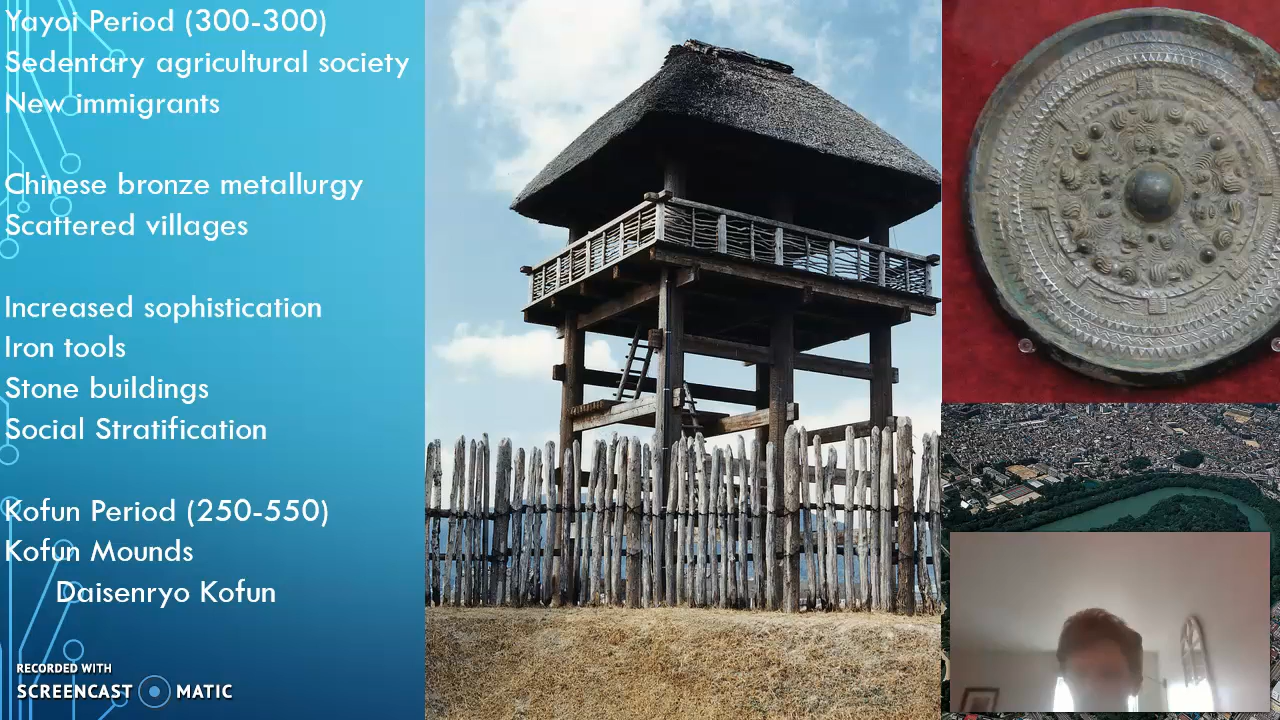 Yayoi Period (300-300)
Sedentary agricultural society
New immigrants
Chinese bronze metallurgy
Scattered villages
Increased sophistication
Iron tools
Stone buildings
Social Stratification
Kofun Period (250-550)
Kofun Mounds
Daisenryo Kofun
RECORDED WITH
SCREENCAST MATIC